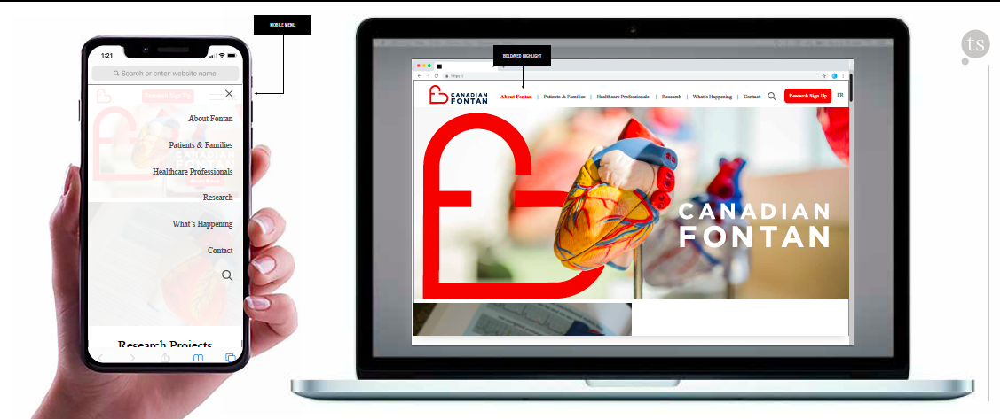 MOBILE MENU
1:21
Search or enter website name
Research Sign Up
About Fontan
Patients & Families
Healthcare Professionals
Research
What's Happening
Contact
Research Projects
BOLD/RED HIGHLIGHT
https://
CANADIAN
FONTAN
About Fontan | Patients & Families | Healthcare Professionals | Research | What's Happening | Contact
Research Sign Up
FR
CANADIAN
FONTAN
ts